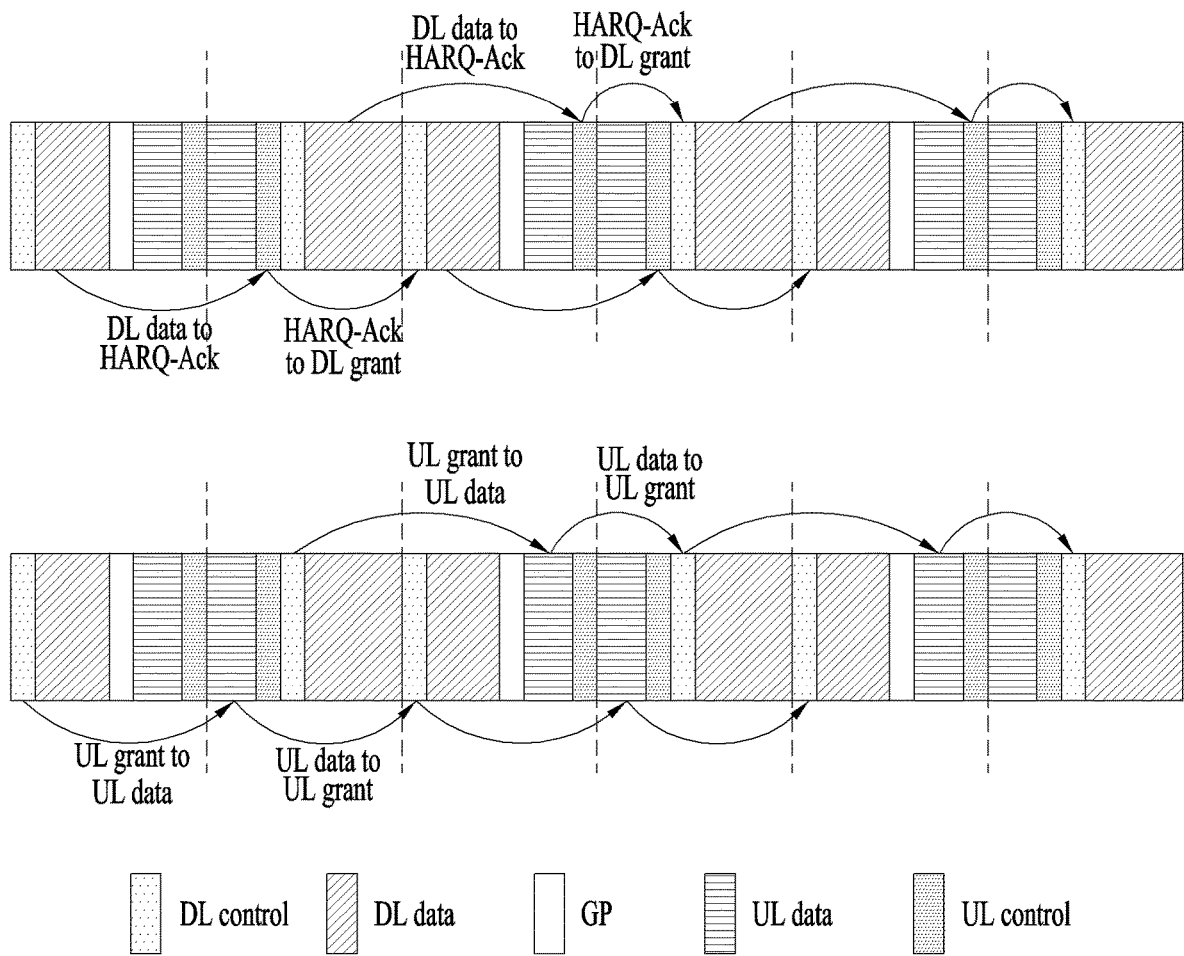 DL data to
HARQ-Ack
HARQ-Ack
to DL grant
DL data to
HARQ-Ack
HARQ-Ack
to DL grant
UL grant to
UL data
UL data to
UL grant
UL grant to
UL data
UL data to
UL grant
DL control
DL data
GP
UL data
UL control